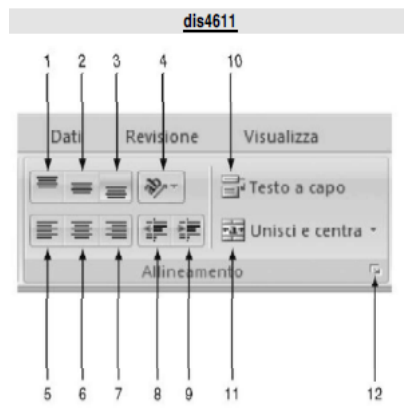 dis4611
1 2 3 4 10
Dati Revisione Visualizza
Testo a capo
Unisci e centra
Allineamento
5 6 7 8 9 11 12